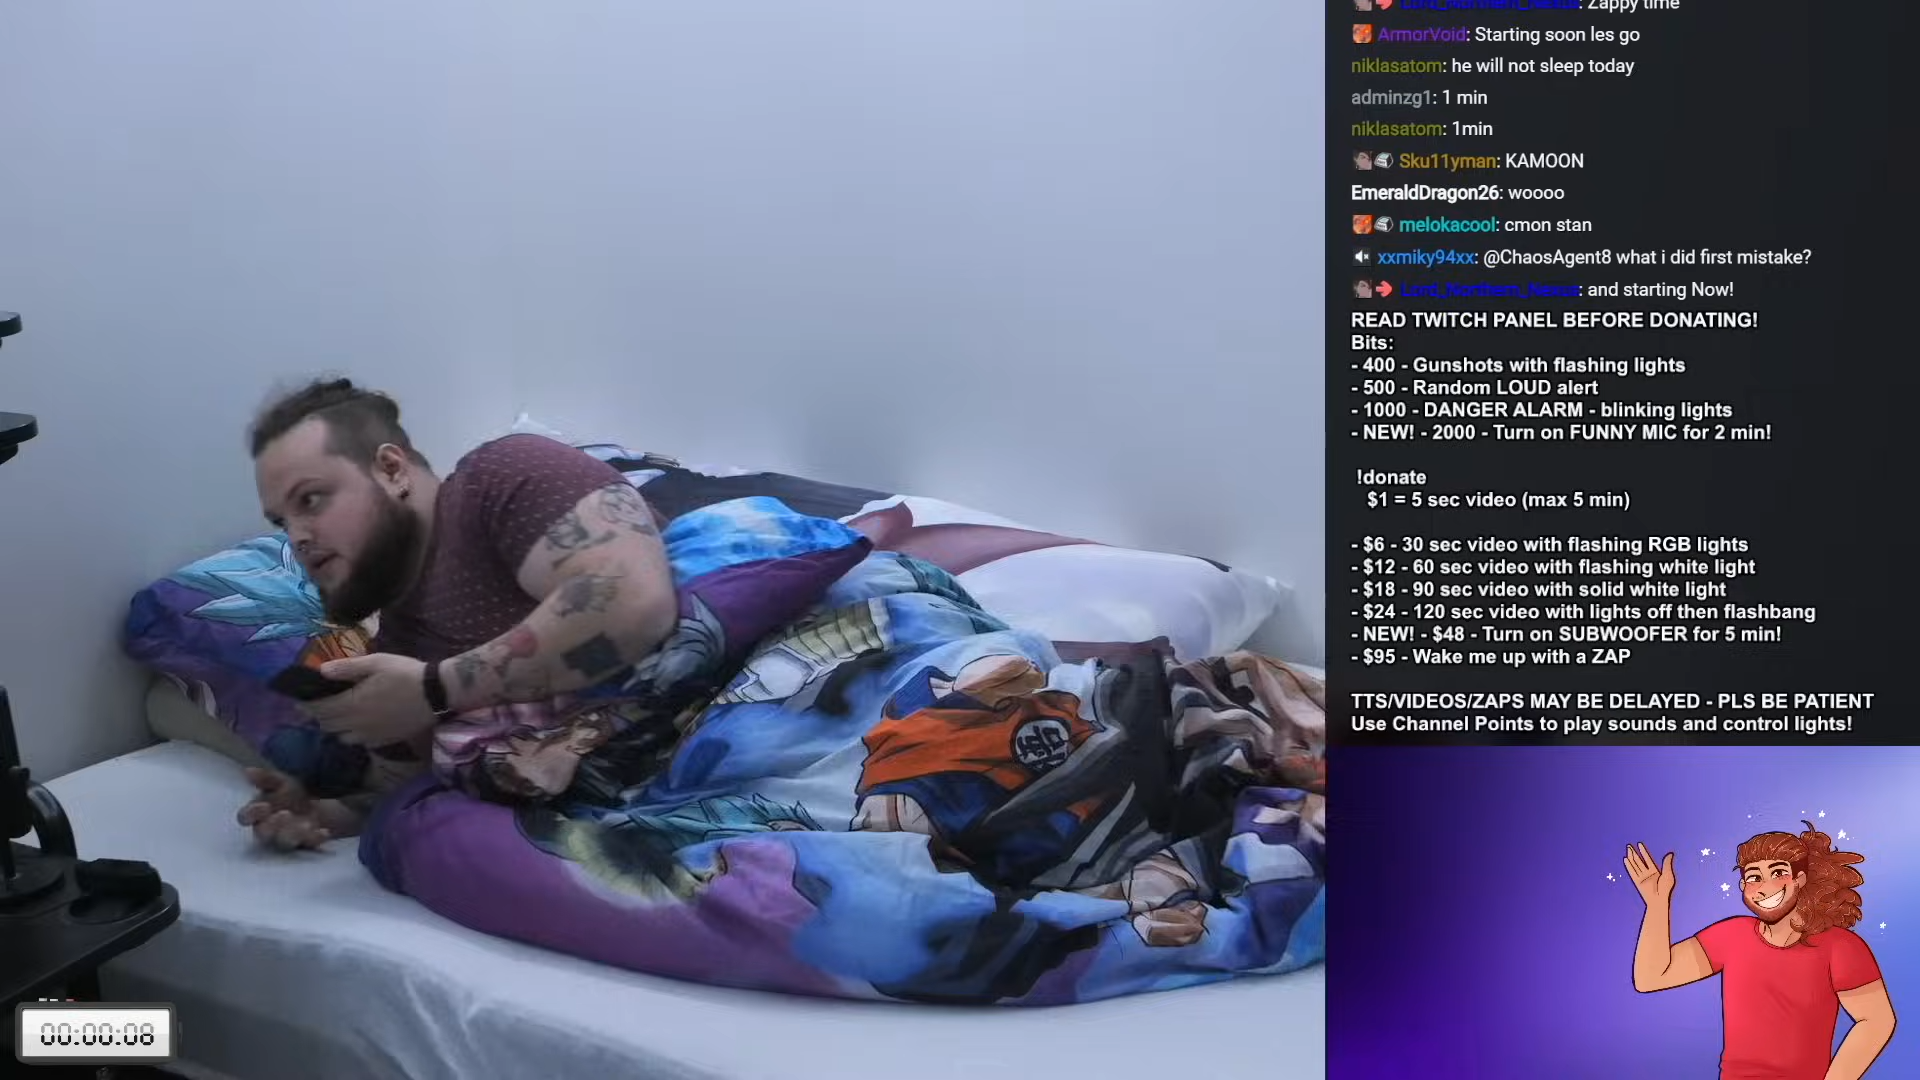 Lord_Northern_Nexus: Zappy time
ArmorVoid: Starting soon les go
niklasatom: he will not sleep today
adminzg1: 1 min
niklasatom: 1min
Sku11yman: KAMOON
EmeraldDragon26: woooo
melokacool: cmon stan
xxmiky94xx: @ChaosAgent8 what i did first mistake?
Lord_Northern_Nexus: and starting Now!
READ TWITCH PANEL BEFORE DONATING!
Bits:
- 400 - Gunshots with flashing lights
- 500 - Random LOUD alert
- 1000 - DANGER ALARM - blinking lights
- NEW! - 2000 - Turn on FUNNY MIC for 2 min!
!donate
$1 = 5 sec video (max 5 min)
- $6 - 30 sec video with flashing RGB lights
- $12 - 60 sec video with flashing white light
- $18 - 90 sec video with solid white light
- $24 - 120 sec video with lights off then flashbang
- NEW! - $48 - Turn on SUBWOOFER for 5 min!
- $95 - Wake me up with a ZAP
TTS/VIDEOS/ZAPS MAY BE DELAYED - PLS BE PATIENT
Use Channel Points to play sounds and control lights!
00:00:08